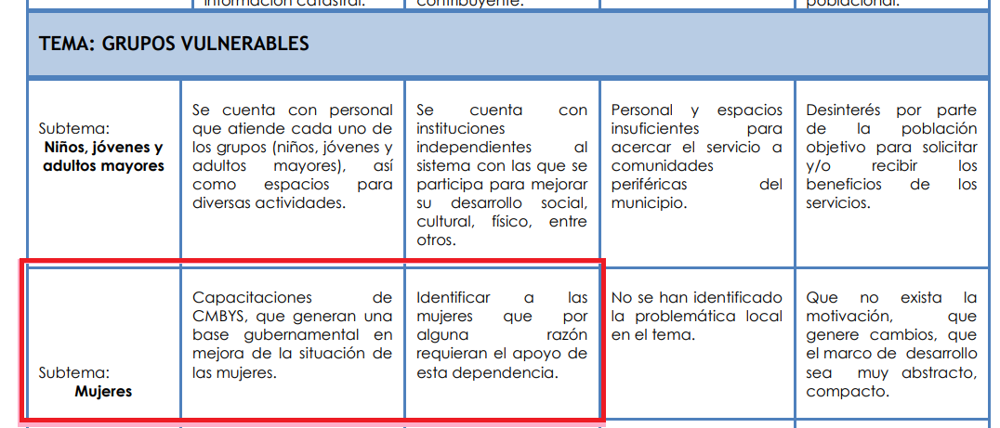 información catastral.
contribuyente.
poblacional.
TEMA: GRUPOS VULNERABLES
Subtema:
Niños, jóvenes y
adultos mayores
Se cuenta con personal
que atiende cada uno de
los grupos (niños, jóvenes y
adultos mayores), así
como espacios para
diversas actividades.
Se cuenta con
instituciones
independientes al
sistema con las que se
participa para mejorar
su desarrollo social,
cultural, físico, entre
otros.
Personal y espacios
insuficientes para
acercar el servicio a
comunidades
periféricas del
municipio.
Desinterés por parte
de la población
objetivo para solicitar
y/o recibir los
beneficios de los
servicios.
Subtema:
Mujeres
Capacitaciones de
CMBYS, que generan una
base gubernamental en
mejora de la situación de
las mujeres.
Identificar a las
mujeres que por
alguna razón
requieran el apoyo de
esta dependencia.
No se han identificado
la problemática local
en el tema.
Que no exista la
motivación, que
genere cambios, que
el marco de desarrollo
sea muy abstracto,
compacto.